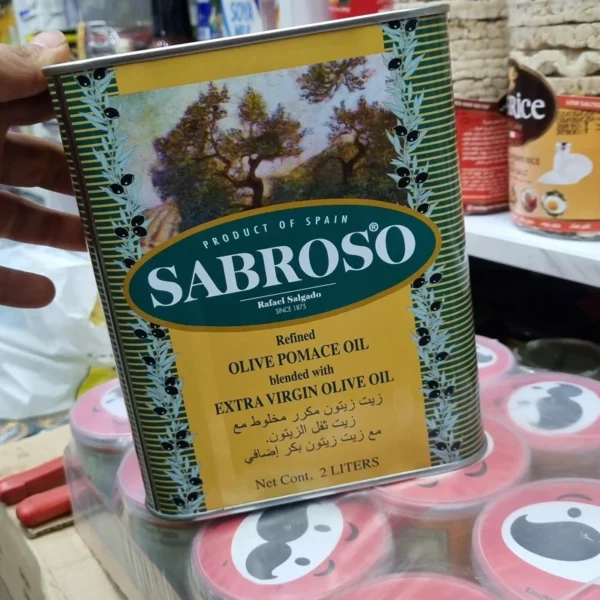 PRODUCT OF SPAIN
SABROSO®
Rafael Salgado
SINCE 1875
Refined
OLIVE POMACE OIL
blended with
EXTRA VIRGIN OLIVE OIL
زيت زيتون مكرر مخلوط مع
زيت ثفل الزيتون.
مع زيت زيتون بكر إضافي
Net Cont. 2 LITERS
SOYA
Rice